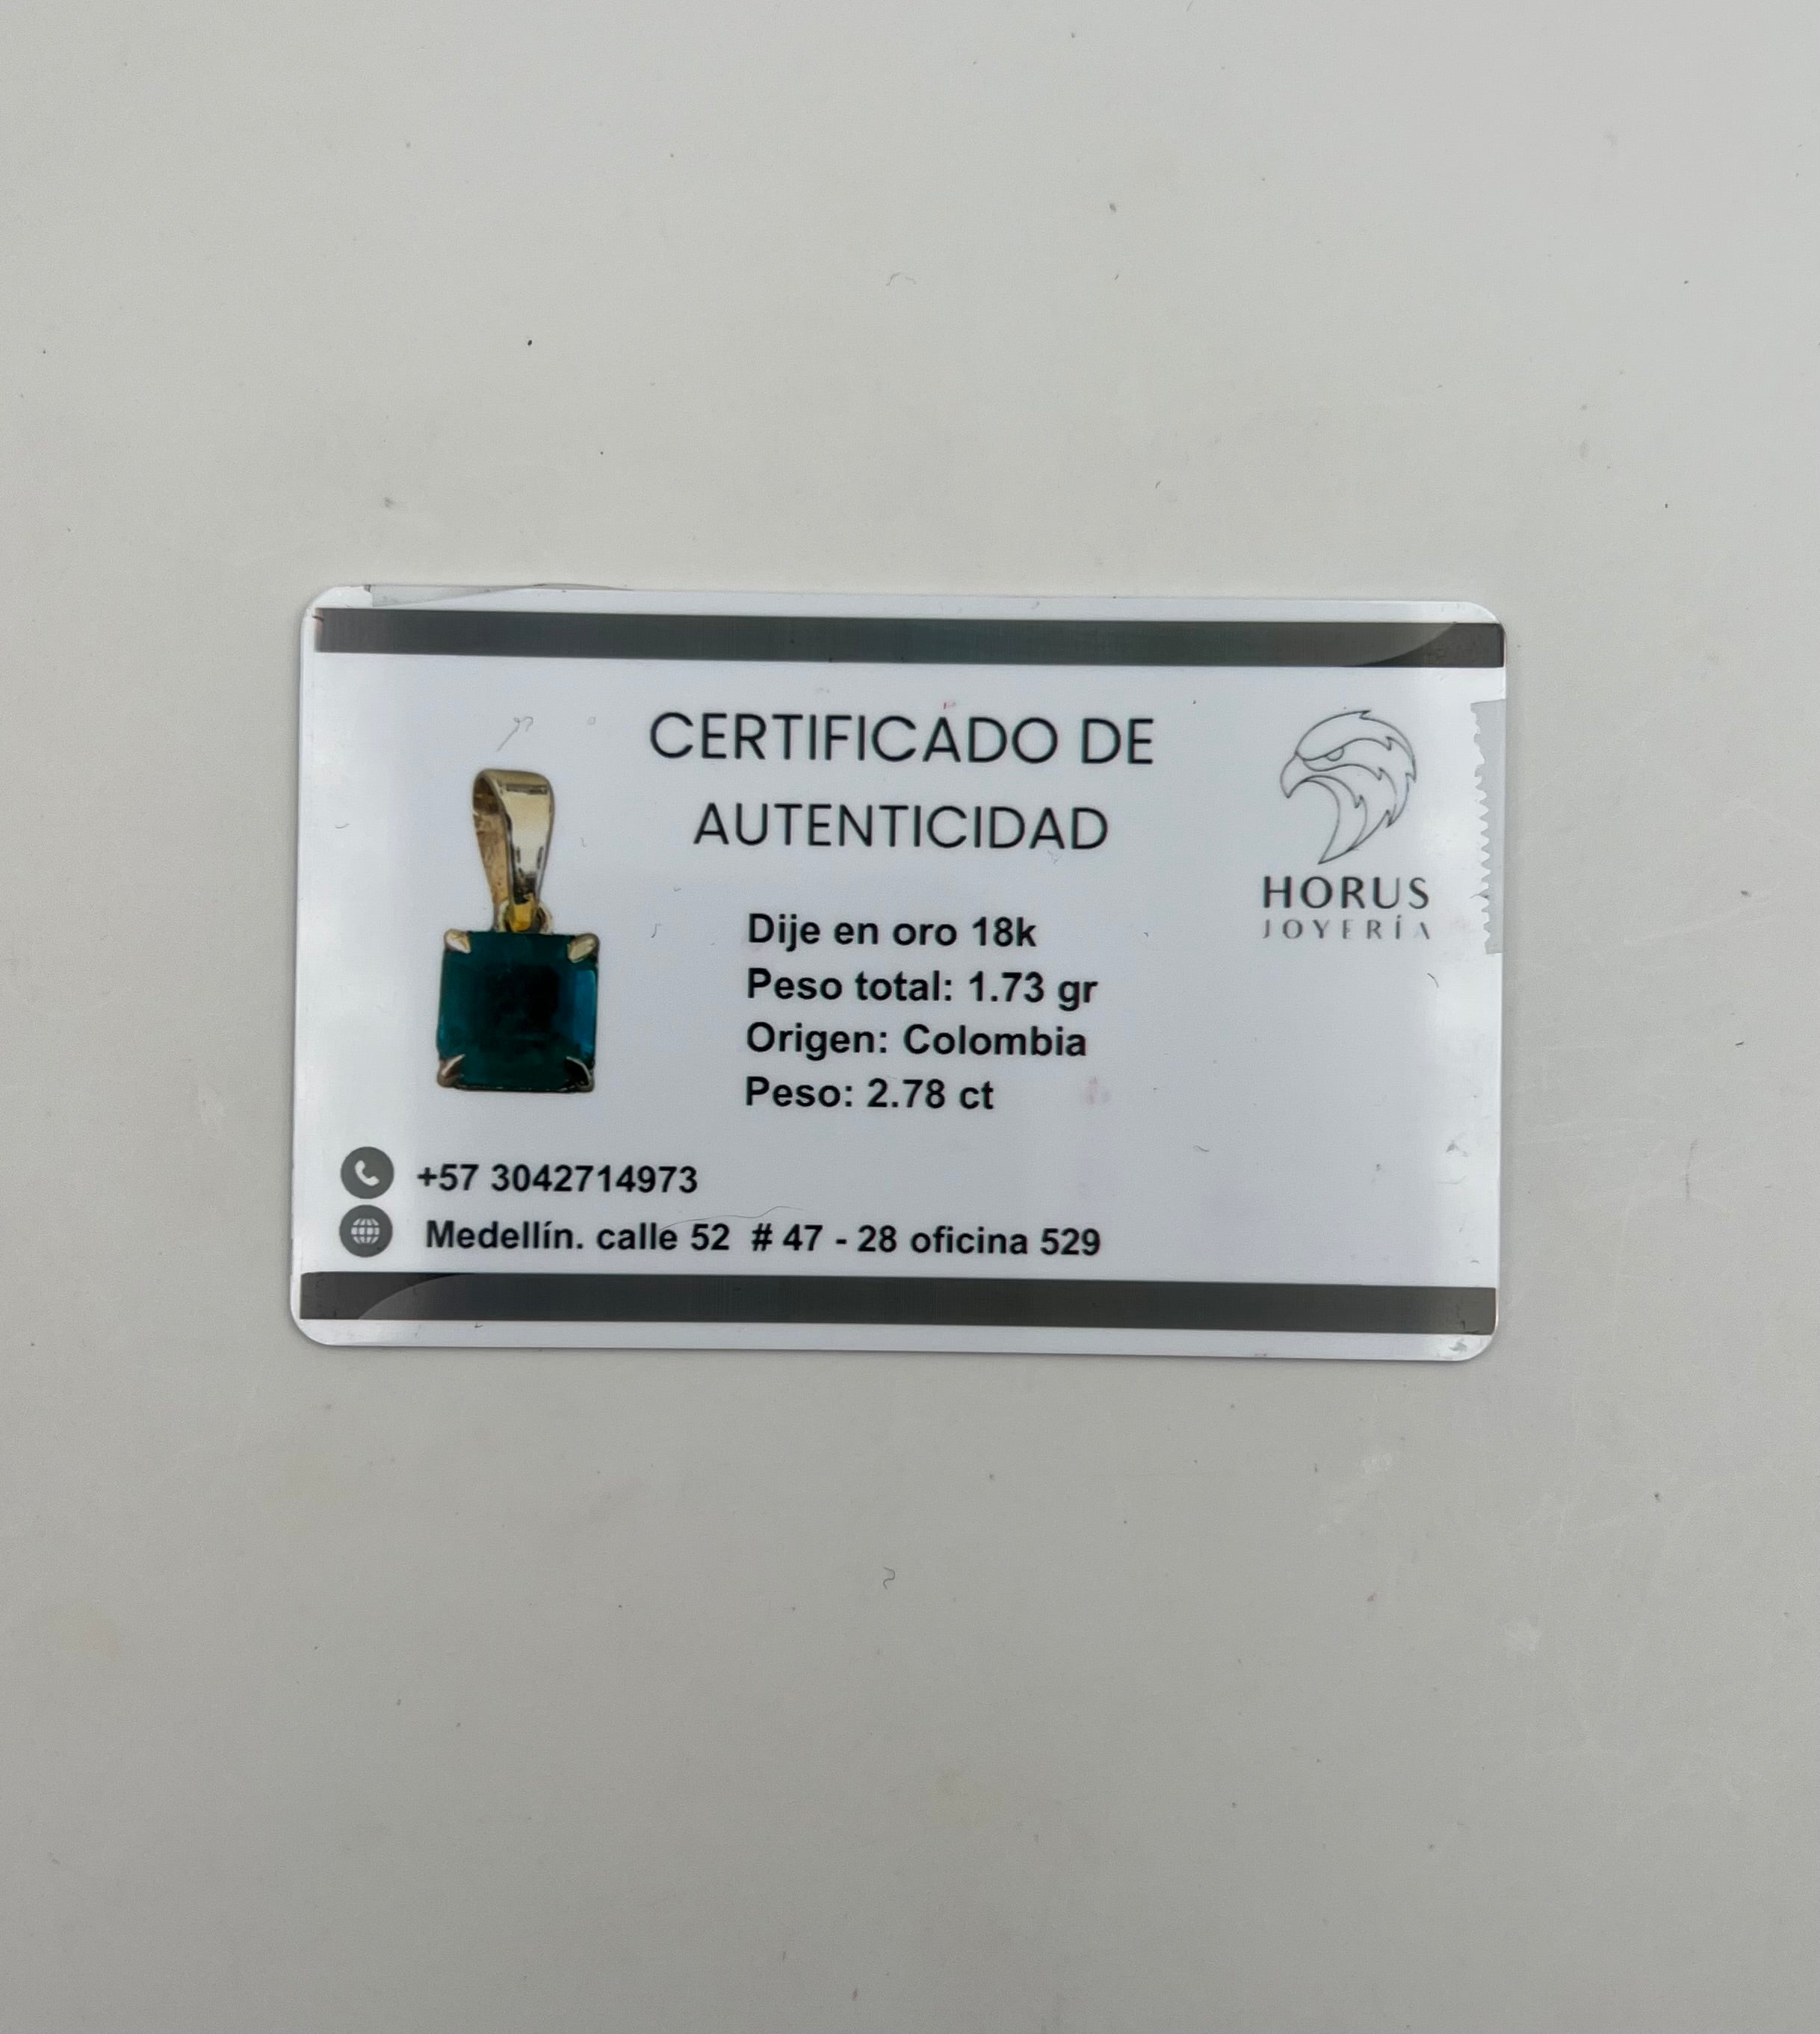 CERTIFICADO DE
AUTENTICIDAD
HORUS
JOYERÍA
Dije en oro 18k
Peso total: 1.73 gr
Origen: Colombia
Peso: 2.78 ct
+57 3042714973
Medellín. calle 52 # 47 - 28 oficina 529